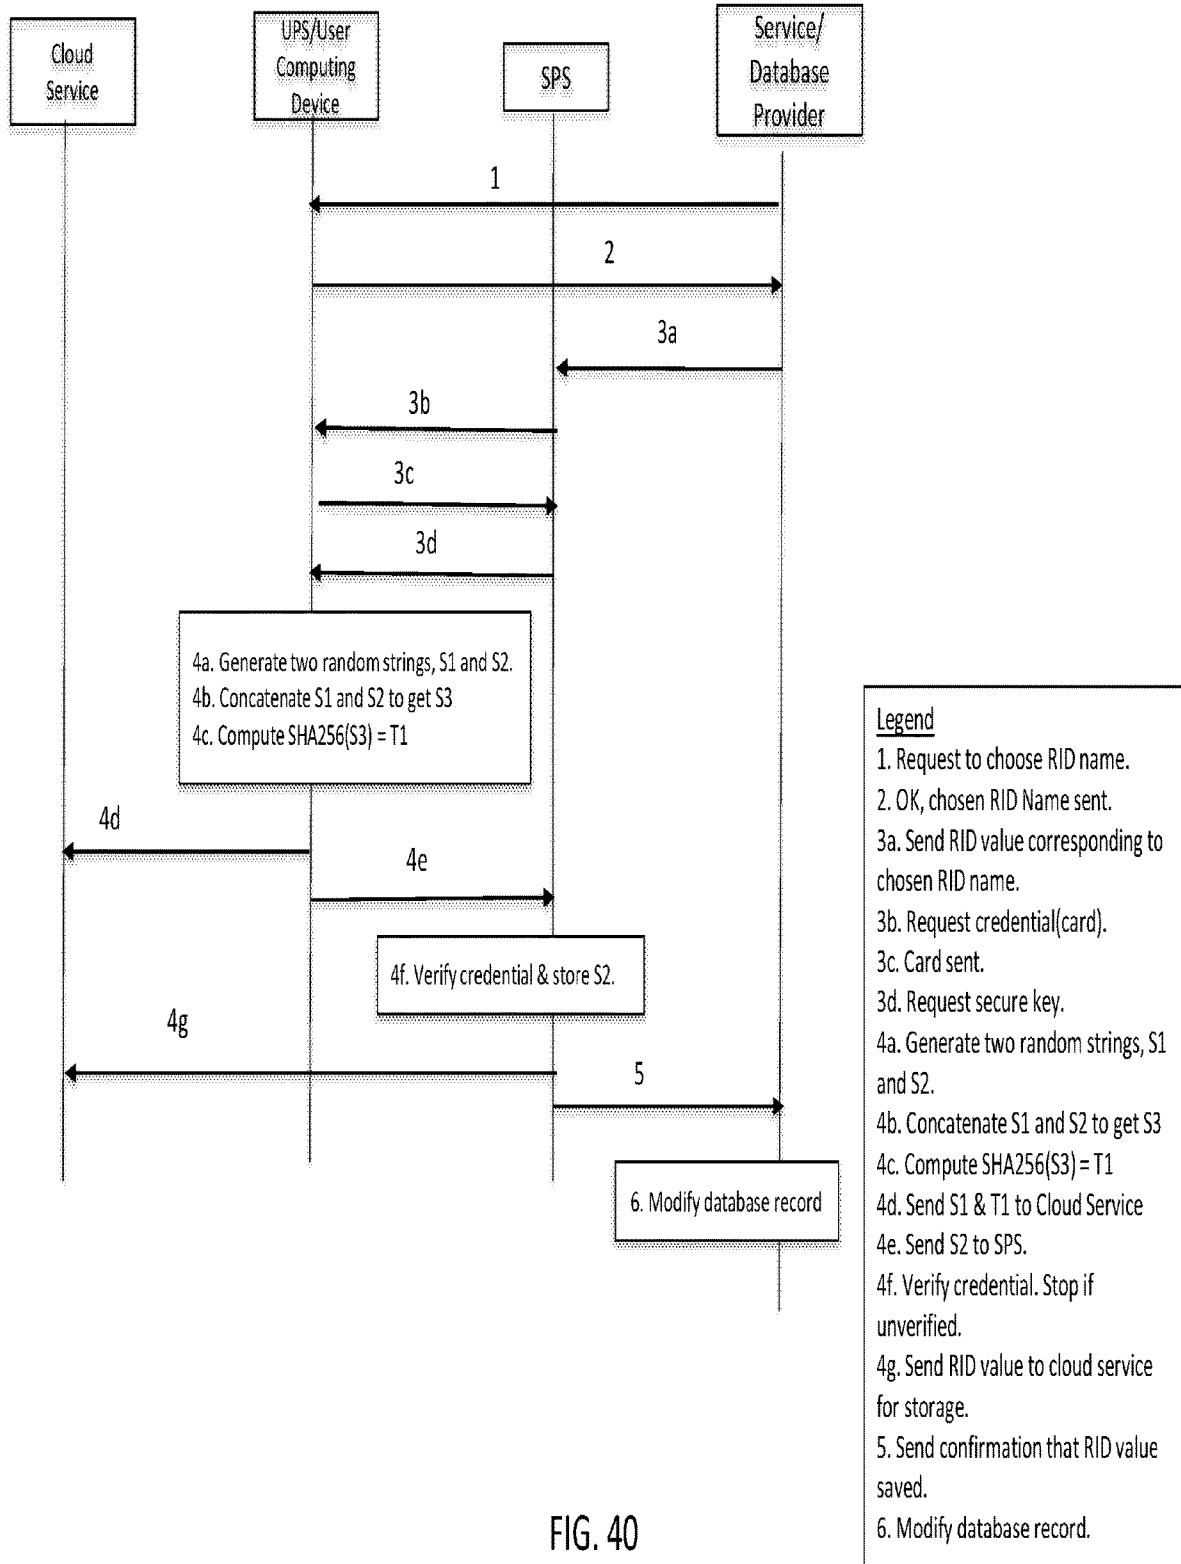 Cloud
Service
UPS/User
Computing
Device
SPS
Service/
Database
Provider
1
2
3a
3b
3c
3d
4a. Generate two random strings, S1 and S2.
4b. Concatenate S1 and S2 to get S3
4c. Compute SHA256(S3) = T1
4d
4e
4f. Verify credential & store S2.
4g
5
6. Modify database record
Legend
1. Request to choose RID name.
2. OK, chosen RID Name sent.
3a. Send RID value corresponding to
chosen RID name.
3b. Request credential(card).
3c. Card sent.
3d. Request secure key.
4a. Generate two random strings, S1
and S2.
4b. Concatenate S1 and S2 to get S3
4c. Compute SHA256(S3) = T1
4d. Send S1 & T1 to Cloud Service
4e. Send S2 to SPS.
4f. Verify credential. Stop if
unverified.
4g. Send RID value to cloud service
for storage.
5. Send confirmation that RID value
saved.
6. Modify database record.
FIG. 40